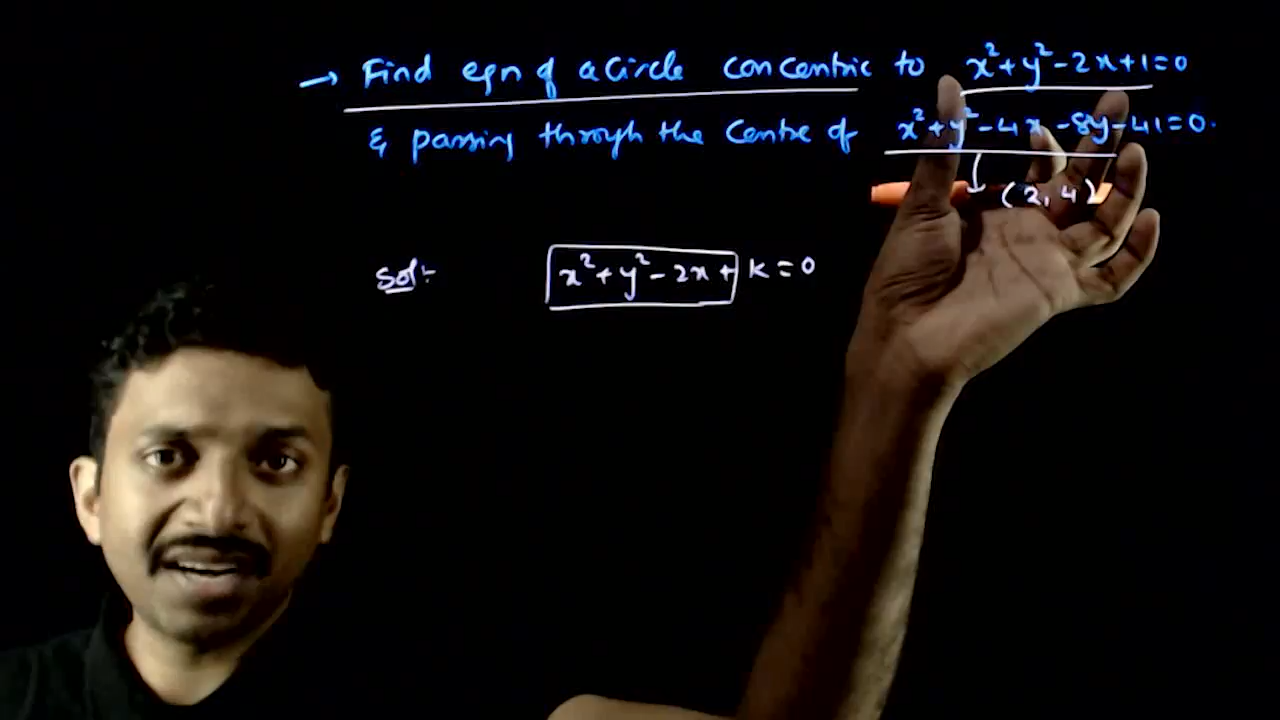 → Find eqn of a Circle concentric to x² + y² - 2x + 1 = 0
& passing through the Centre of x² + y² - 4x - 8y - 41 = 0.
(2, 4)
Sol:- x² + y² - 2x + K = 0